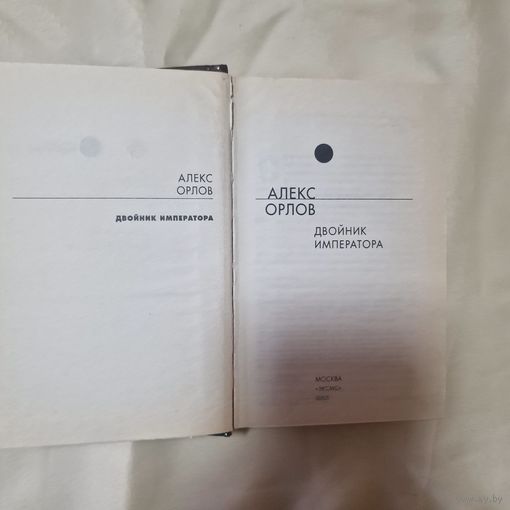 АЛЕКС
ОРЛОВ
ДВОЙНИК ИМПЕРАТОРА
АЛЕКС
ОРЛОВ
ДВОЙНИК
ИМПЕРАТОРА
МОСКВА
«ЭКСМО»